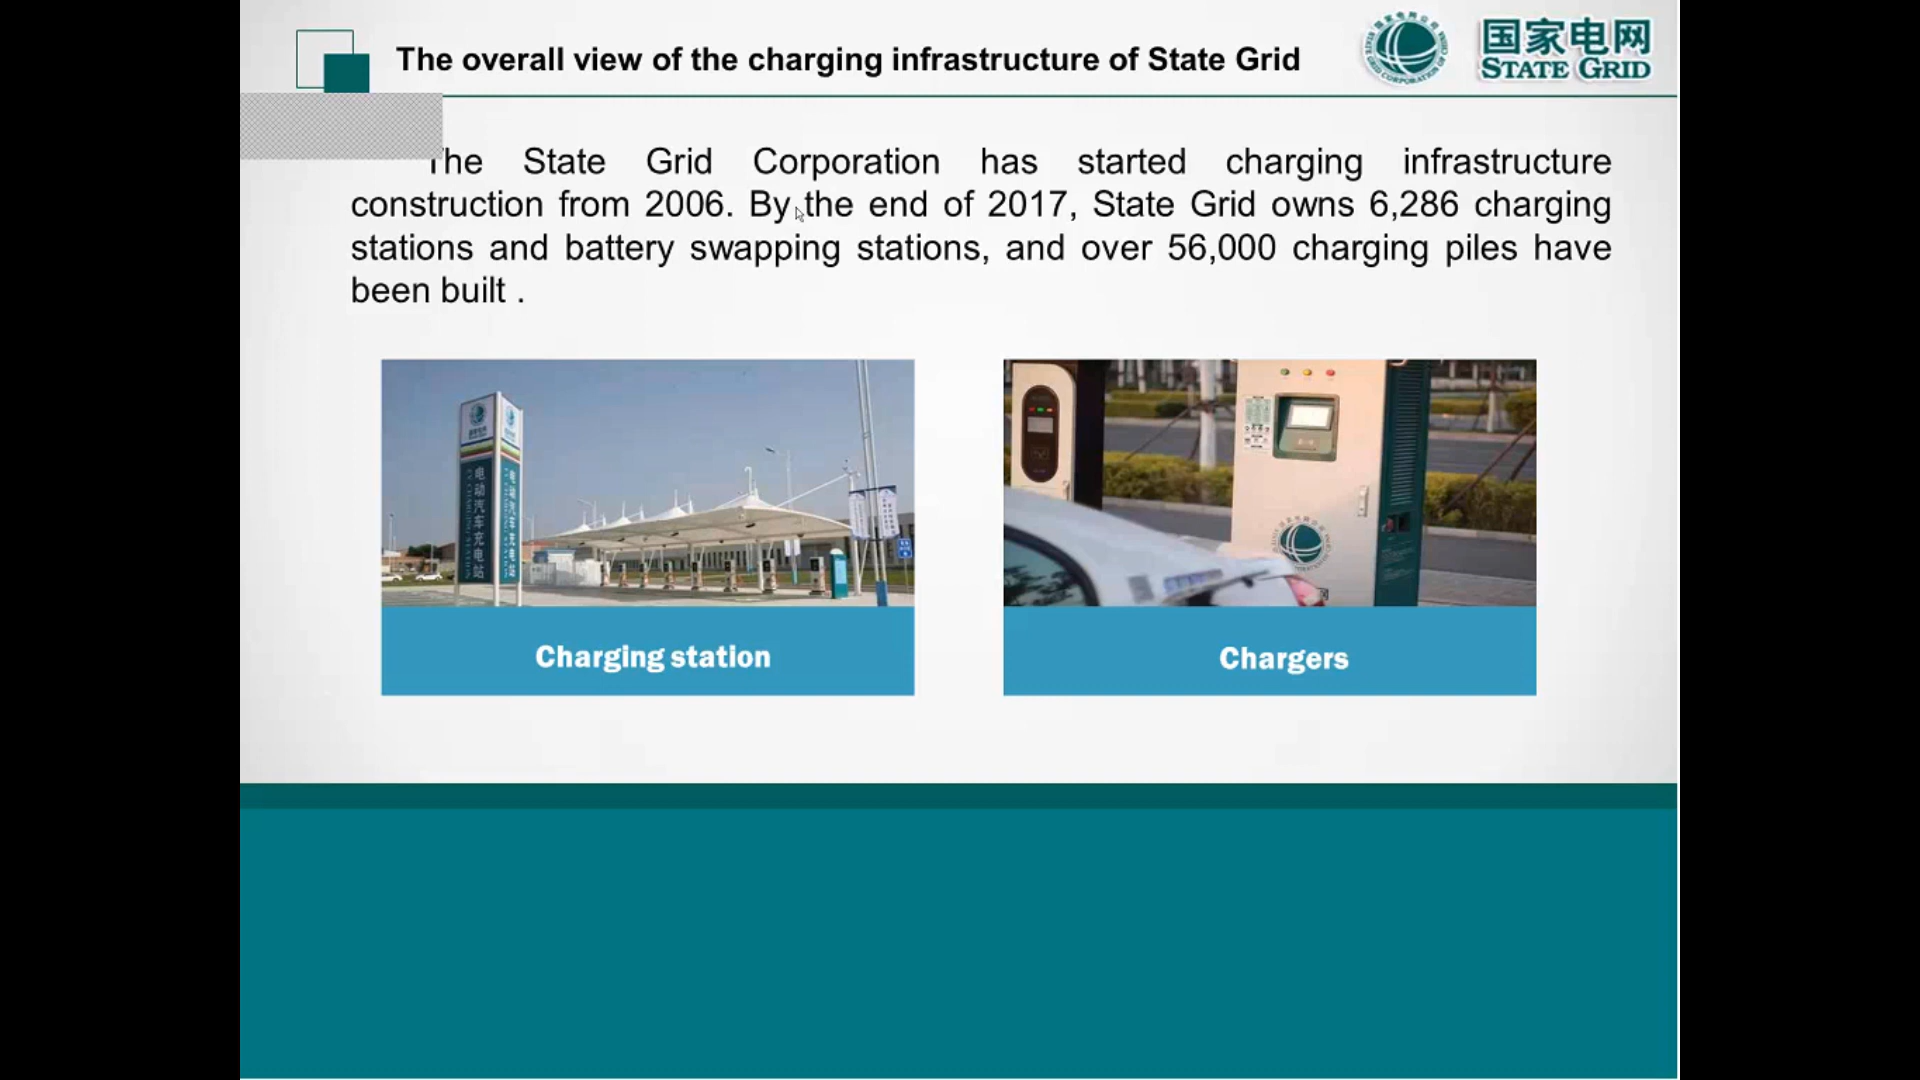 The overall view of the charging infrastructure of State Grid
国家电网
STATE GRID
The State Grid Corporation has started charging infrastructure
construction from 2006. By the end of 2017, State Grid owns 6,286 charging
stations and battery swapping stations, and over 56,000 charging piles have
been built .
电动汽车充电站
Charging station
Chargers